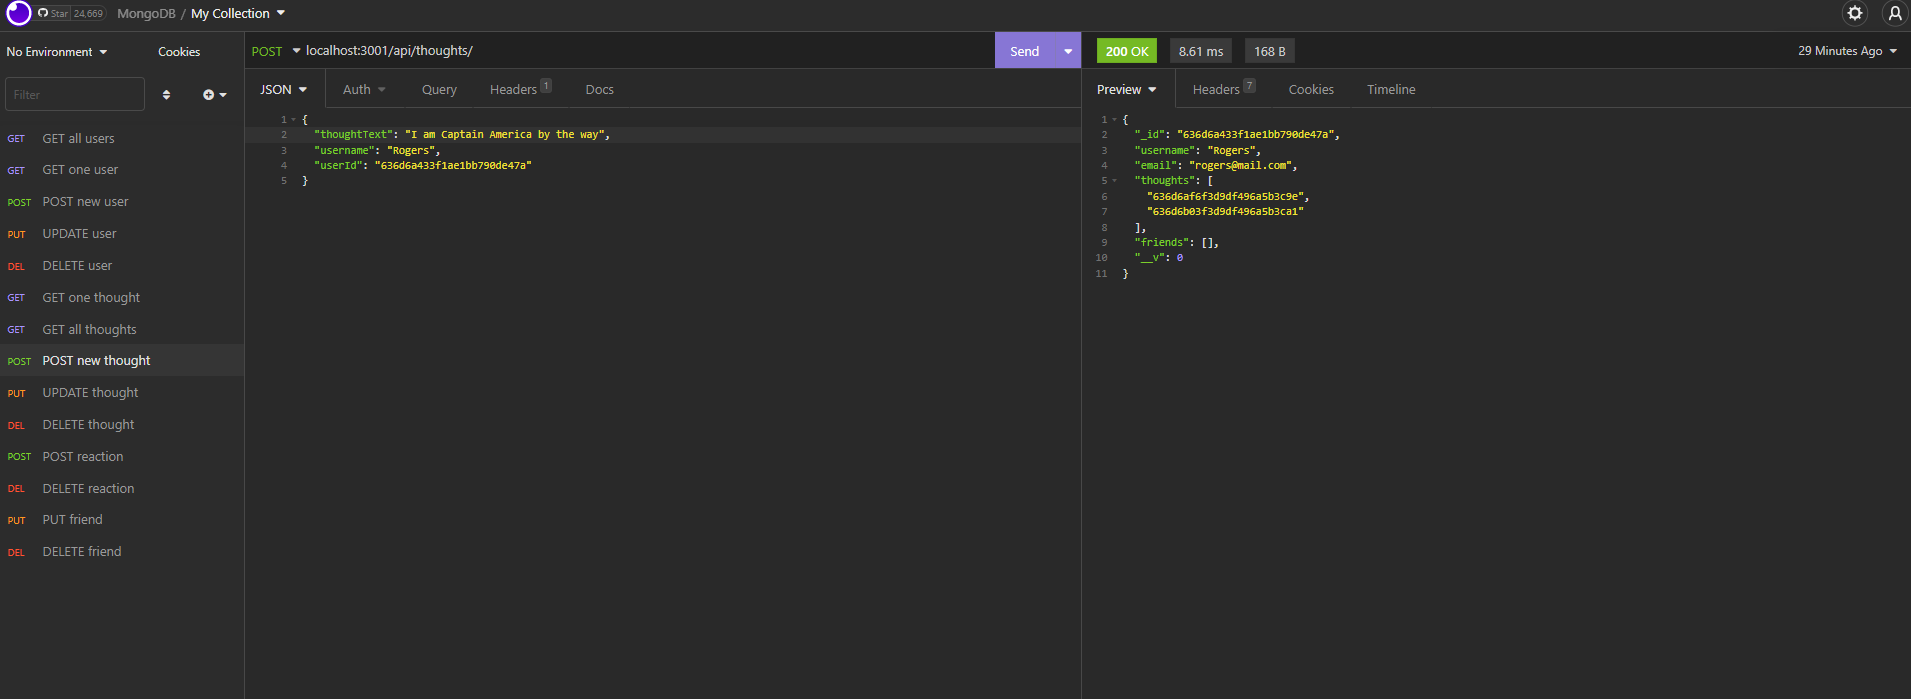 Star 24,669 MongoDB / My Collection
No Environment Cookies
Filter
GET GET all users
GET GET one user
POST POST new user
PUT UPDATE user
DEL DELETE user
GET GET one thought
GET GET all thoughts
POST POST new thought
PUT UPDATE thought
DEL DELETE thought
POST POST reaction
DEL DELETE reaction
PUT PUT friend
DEL DELETE friend
POST localhost:3001/api/thoughts/ Send
JSON Auth Query Headers 1 Docs
1 {
2 "thoughtText": "I am Captain America by the way",
3 "username": "Rogers",
4 "userId": "636d6a433f1ae1bb790de47a"
5 }
200 OK 8.61 ms 168 B 29 Minutes Ago
Preview Headers 7 Cookies Timeline
1 {
2 "_id": "636d6a433f1ae1bb790de47a",
3 "username": "Rogers",
4 "email": "rogers@mail.com",
5 "thoughts": [
6 "636d6af6f3d9df496a5b3c9e",
7 "636d6b03f3d9df496a5b3ca1"
8 ],
9 "friends": [],
10 "__v": 0
11 }